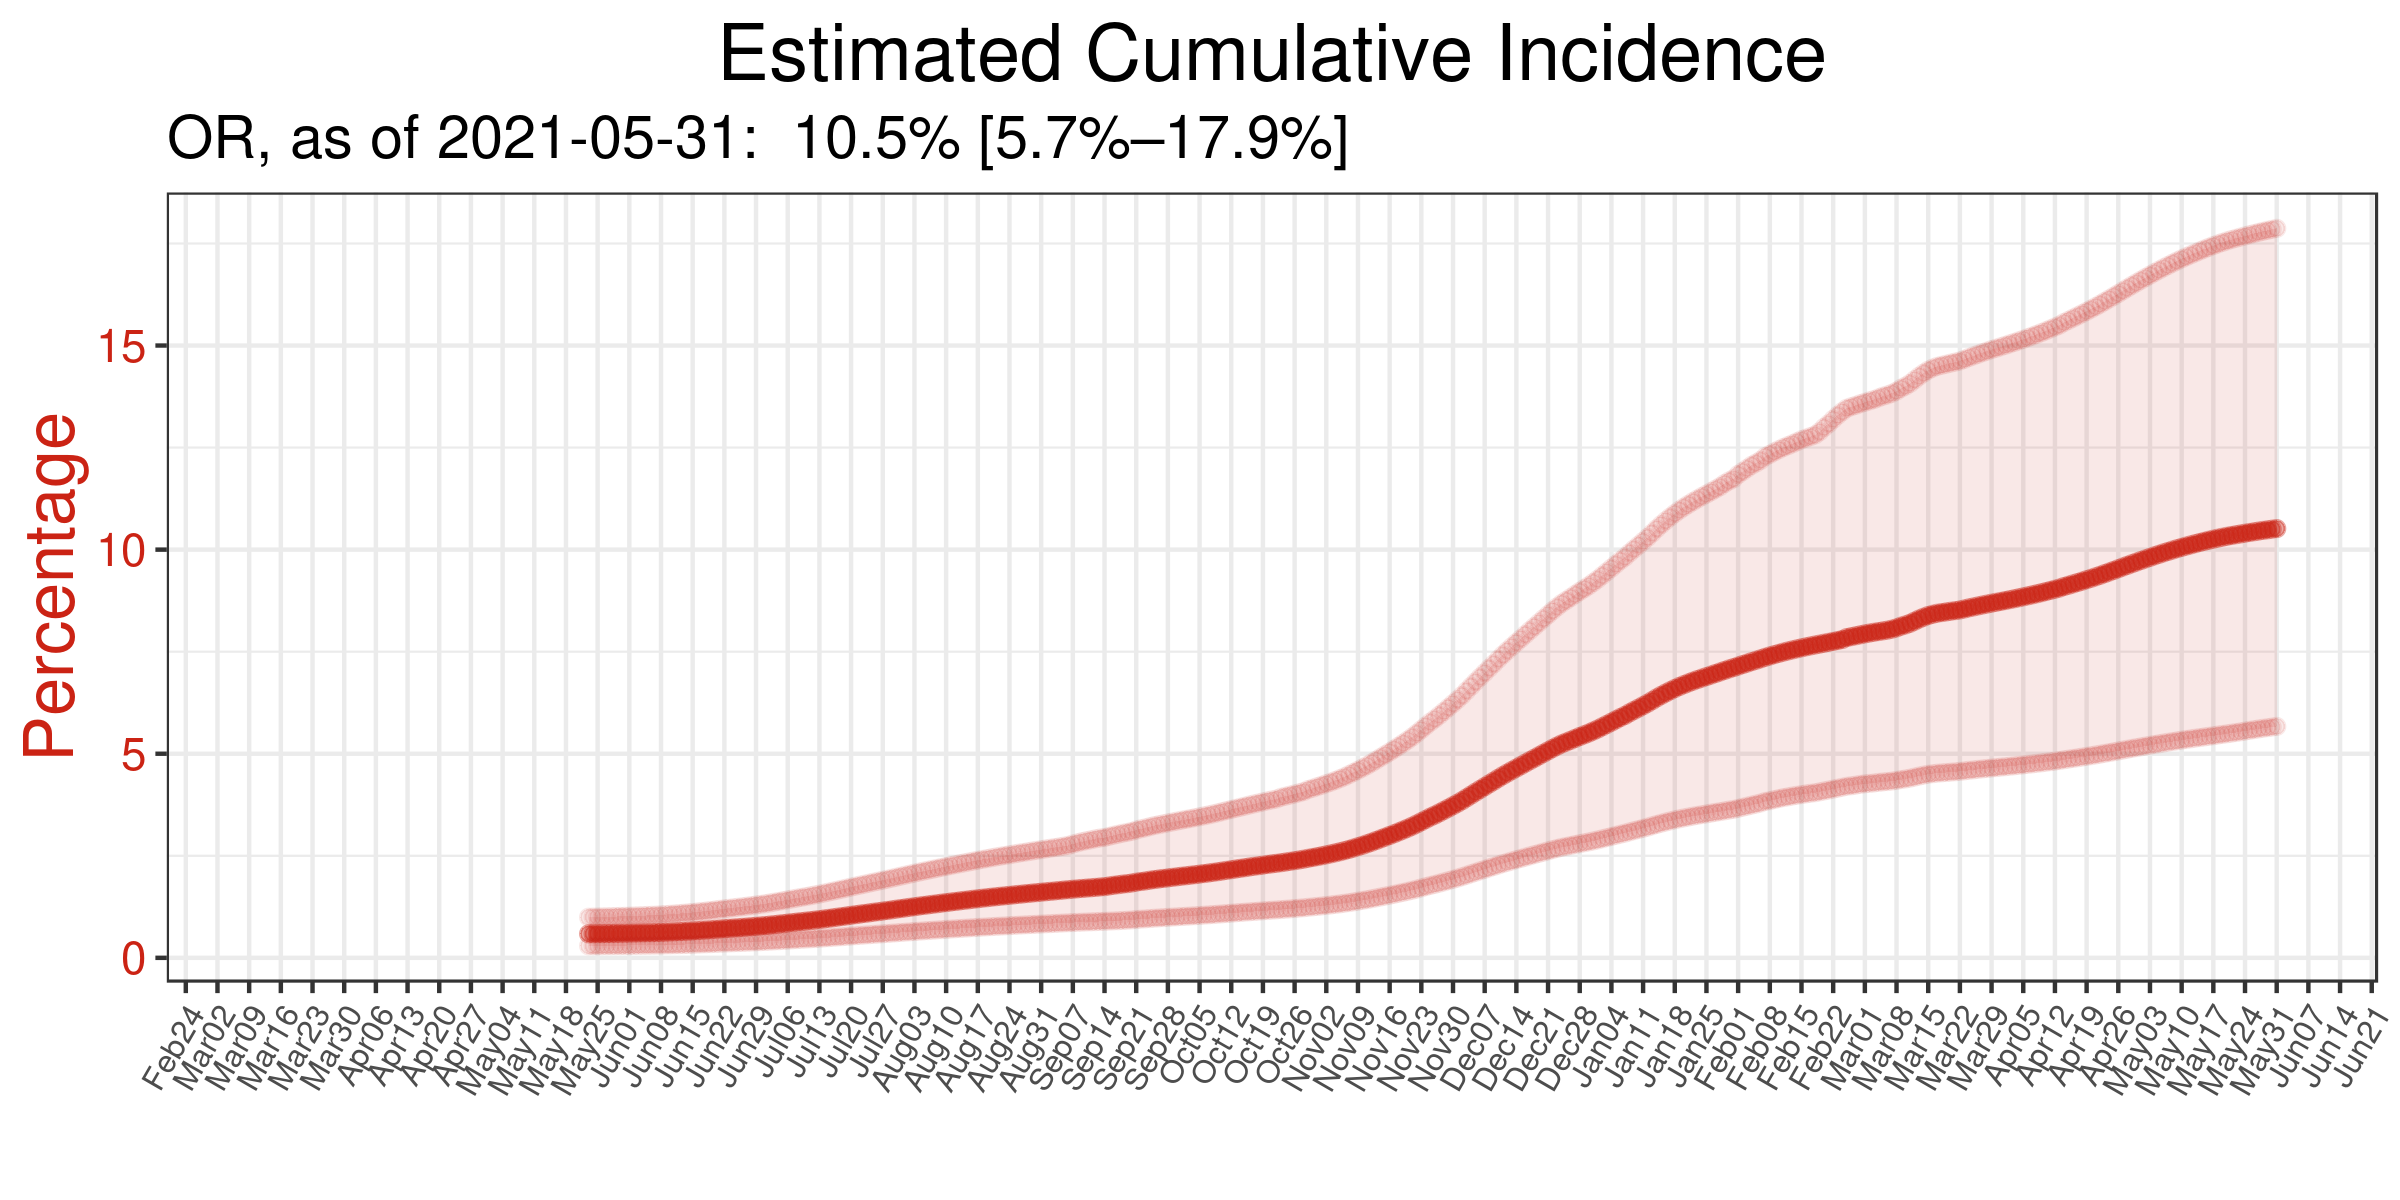 Estimated Cumulative Incidence
OR, as of 2021-05-31:  10.5% [5.7%–17.9%]
Percentage
15
10
5
0
Feb24
Mar02
Mar09
Mar16
Mar23
Mar30
Apr06
Apr13
Apr20
Apr27
May04
May11
May18
May25
Jun01
Jun08
Jun15
Jun22
Jun29
Jul06
Jul13
Jul20
Jul27
Aug03
Aug10
Aug17
Aug24
Aug31
Sep07
Sep14
Sep21
Sep28
Oct05
Oct12
Oct19
Oct26
Nov02
Nov09
Nov16
Nov23
Nov30
Dec07
Dec14
Dec21
Dec28
Jan04
Jan11
Jan18
Jan25
Feb01
Feb08
Feb15
Feb22
Mar01
Mar08
Mar15
Mar22
Mar29
Apr05
Apr12
Apr19
Apr26
May03
May10
May17
May24
May31
Jun07
Jun14
Jun21